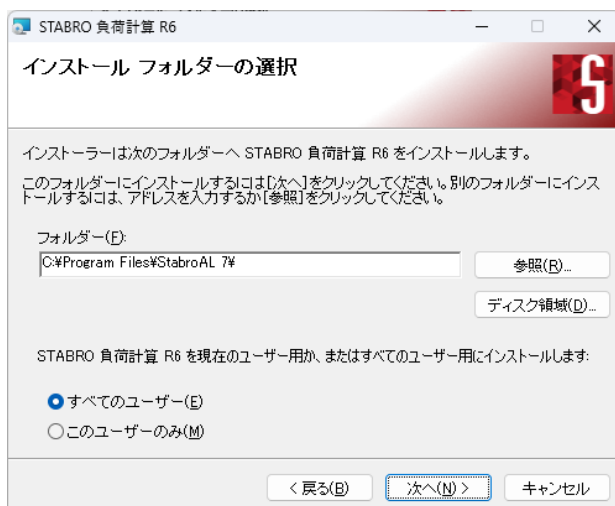 STABRO 負荷計算 R6
インストール フォルダーの選択
インストーラーは次のフォルダーへ STABRO 負荷計算 R6 をインストールします。
このフォルダーにインストールするには[次へ]をクリックしてください。別のフォルダーにインス
トールするには、アドレスを入力するか[参照]をクリックしてください。
フォルダー(F):
C:¥Program Files¥StabroAL 7¥
参照(R)...
ディスク領域(D)...
STABRO 負荷計算 R6 を現在のユーザー用か、またはすべてのユーザー用にインストールします:
すべてのユーザー(E)
このユーザーのみ(M)
< 戻る(B)
次へ(N) >
キャンセル